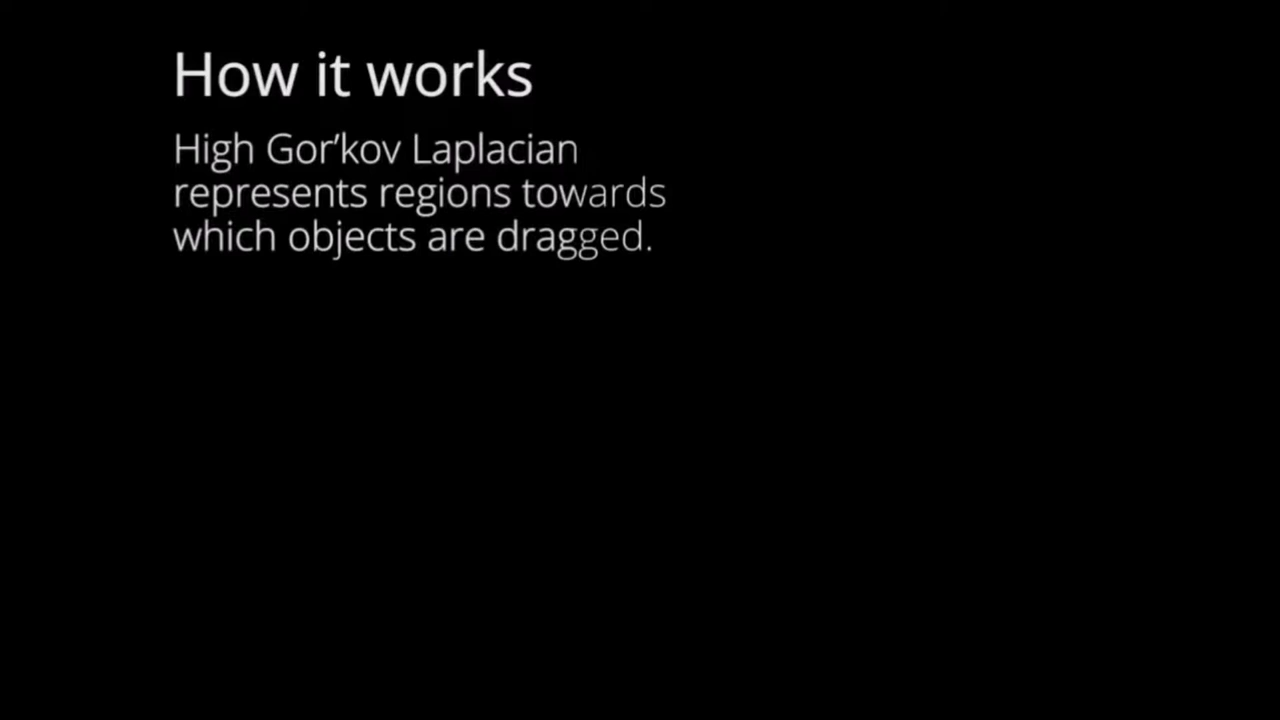 How it works
High Gor’kov Laplacian
represents regions towards
which objects are dragged.